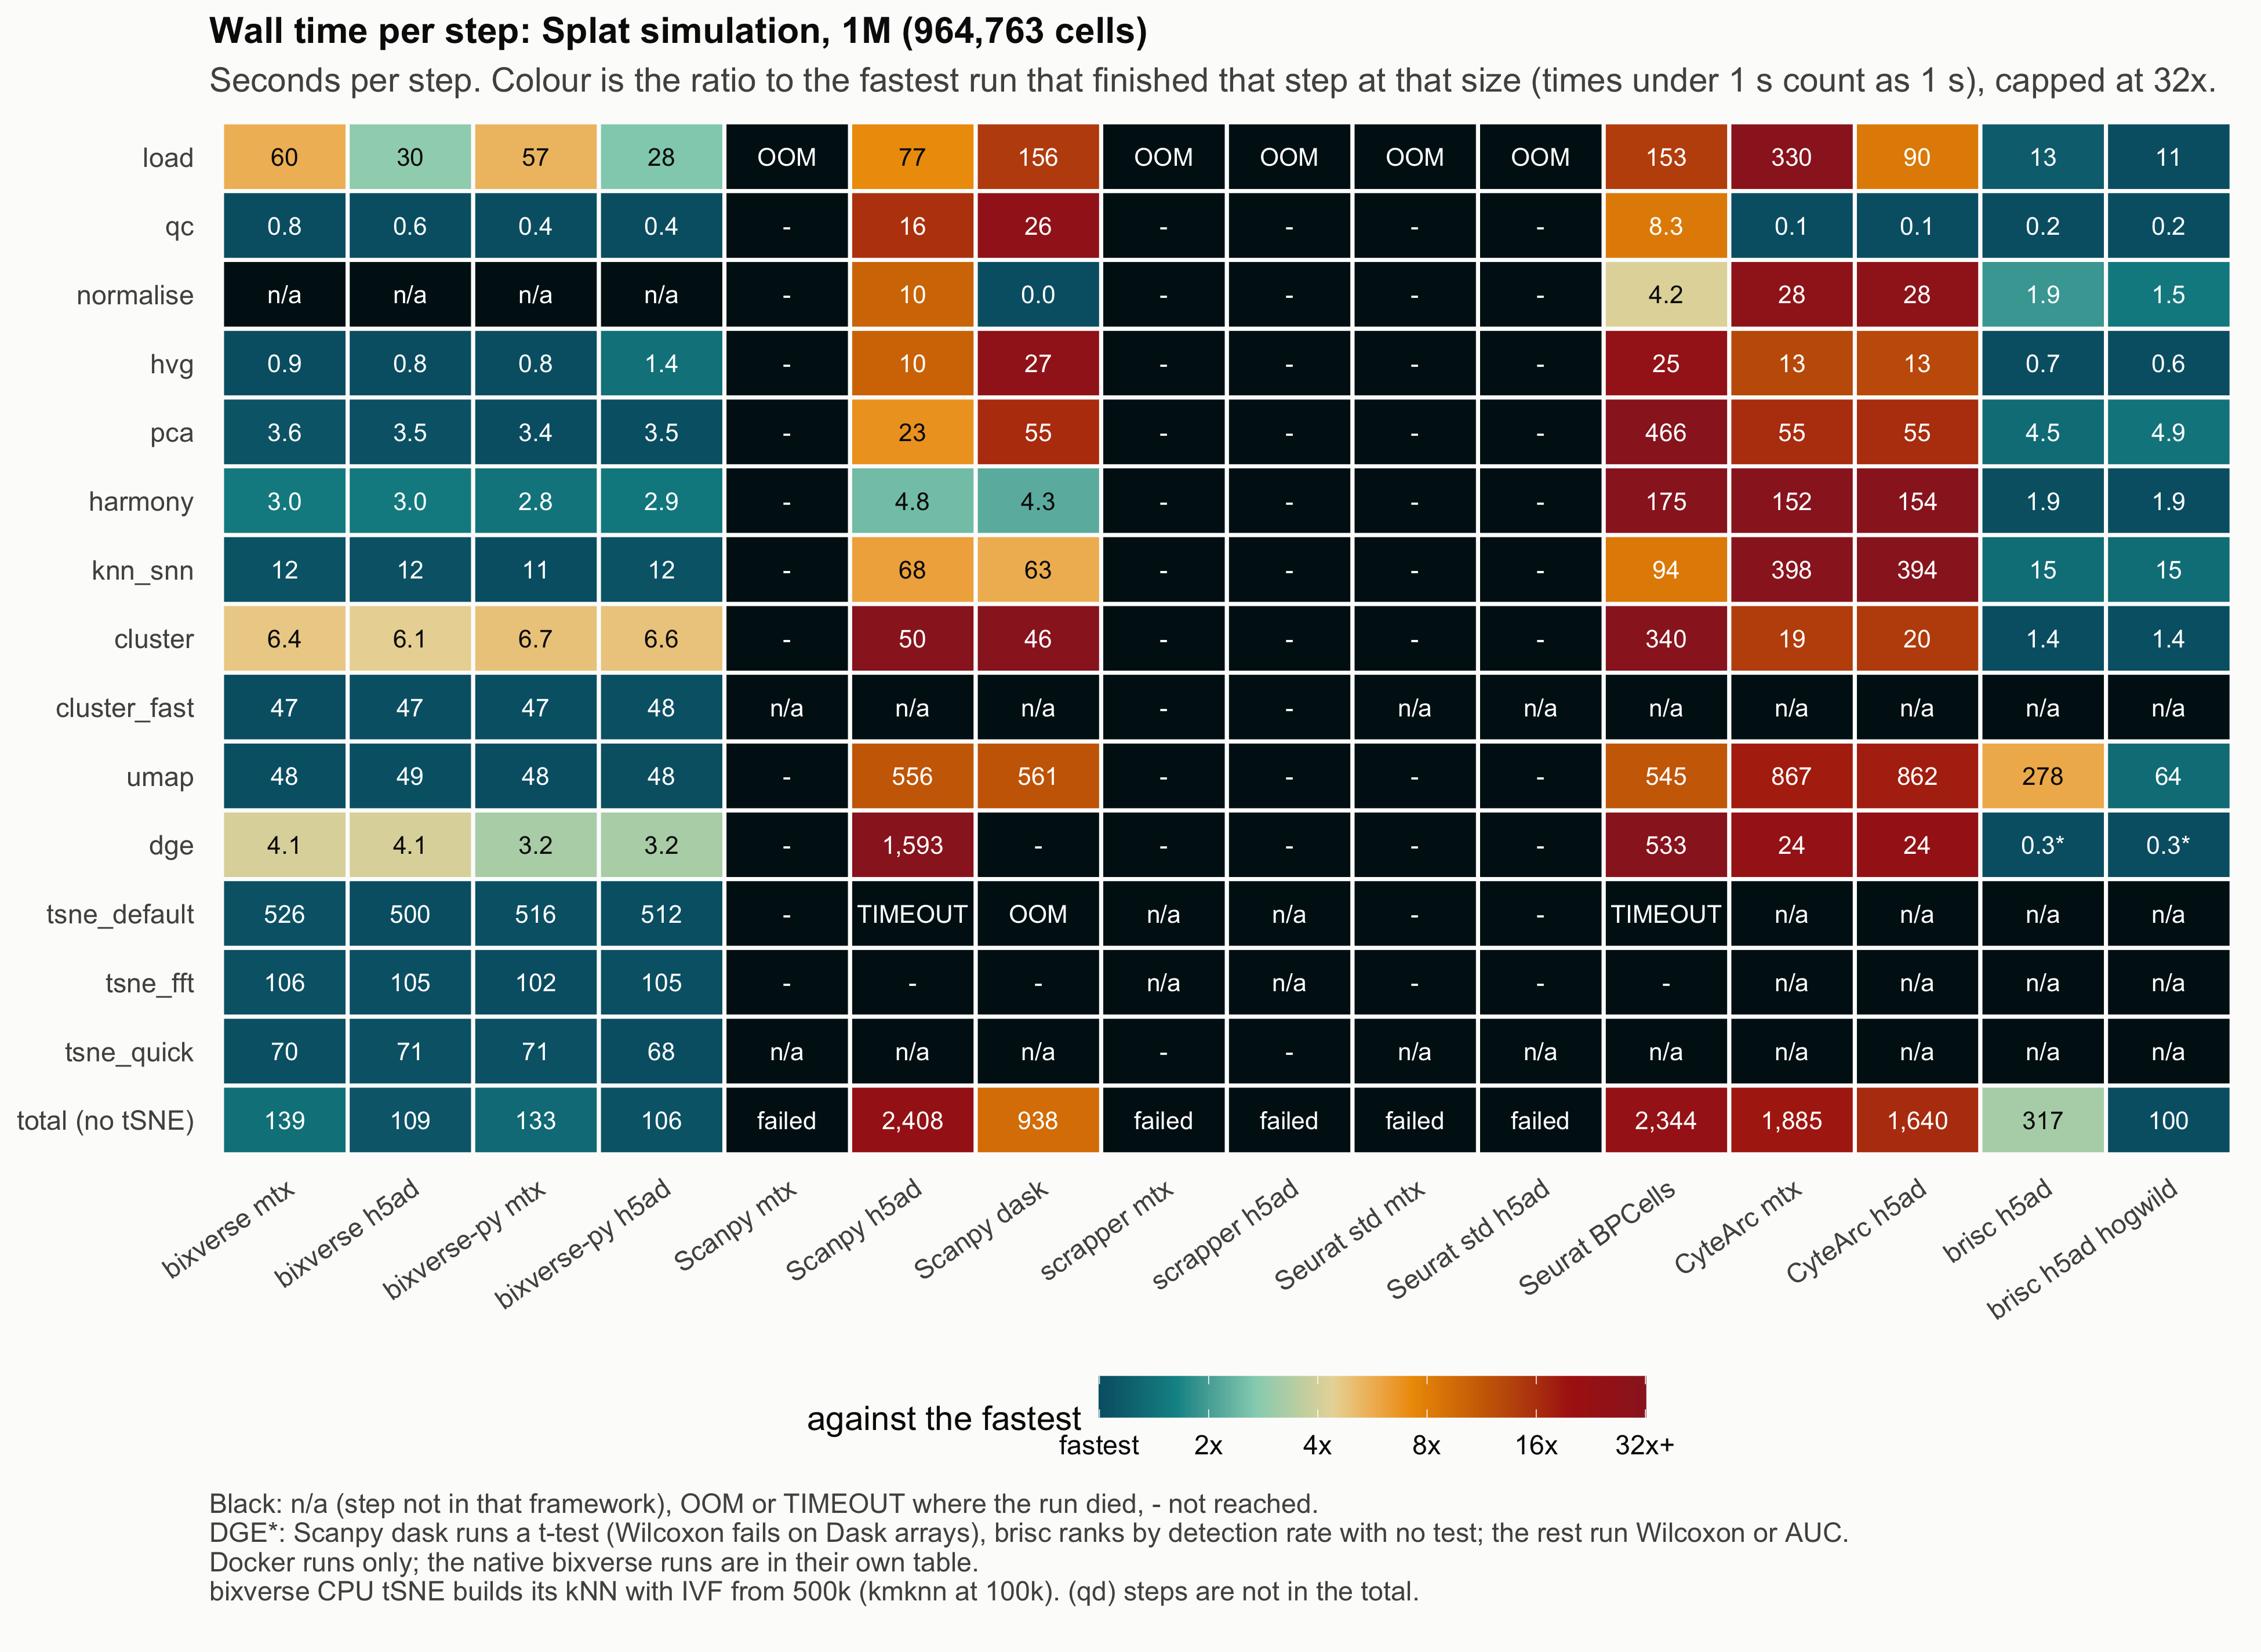 Wall time per step: Splat simulation, 1M (964,763 cells)
Seconds per step. Colour is the ratio to the fastest run that finished that step at that size (times under 1 s count as 1 s), capped at 32x.
load 60 30 57 28 OOM 77 156 OOM OOM OOM OOM 153 330 90 13 11
qc 0.8 0.6 0.4 0.4 - 16 26 - - - - 8.3 0.1 0.1 0.2 0.2
normalise n/a n/a n/a n/a - 10 0.0 - - - - 4.2 28 28 1.9 1.5
hvg 0.9 0.8 0.8 1.4 - 10 27 - - - - 25 13 13 0.7 0.6
pca 3.6 3.5 3.4 3.5 - 23 55 - - - - 466 55 55 4.5 4.9
harmony 3.0 3.0 2.8 2.9 - 4.8 4.3 - - - - 175 152 154 1.9 1.9
knn_snn 12 12 11 12 - 68 63 - - - - 94 398 394 15 15
cluster 6.4 6.1 6.7 6.6 - 50 46 - - - - 340 19 20 1.4 1.4
cluster_fast 47 47 47 48 n/a n/a n/a - - n/a n/a n/a n/a n/a n/a n/a
umap 48 49 48 48 - 556 561 - - - - 545 867 862 278 64
dge 4.1 4.1 3.2 3.2 - 1,593 - - - - - 533 24 24 0.3* 0.3*
tsne_default 526 500 516 512 - TIMEOUT OOM n/a n/a - - TIMEOUT n/a n/a n/a n/a
tsne_fft 106 105 102 105 - - - n/a n/a - - - n/a n/a n/a n/a
tsne_quick 70 71 71 68 n/a n/a n/a - - n/a n/a n/a n/a n/a n/a n/a
total (no tSNE) 139 109 133 106 failed 2,408 938 failed failed failed failed 2,344 1,885 1,640 317 100
bixverse mtx
bixverse h5ad
bixverse-py mtx
bixverse-py h5ad
Scanpy mtx
Scanpy h5ad
Scanpy dask
scrapper mtx
scrapper h5ad
Seurat std mtx
Seurat std h5ad
Seurat BPCells
CyteArc mtx
CyteArc h5ad
brisc h5ad
brisc h5ad hogwild
against the fastest
fastest 2x 4x 8x 16x 32x+
Black: n/a (step not in that framework), OOM or TIMEOUT where the run died, - not reached.
DGE*: Scanpy dask runs a t-test (Wilcoxon fails on Dask arrays), brisc ranks by detection rate with no test; the rest run Wilcoxon or AUC.
Docker runs only; the native bixverse runs are in their own table.
bixverse CPU tSNE builds its kNN with IVF from 500k (kmknn at 100k). (qd) steps are not in the total.